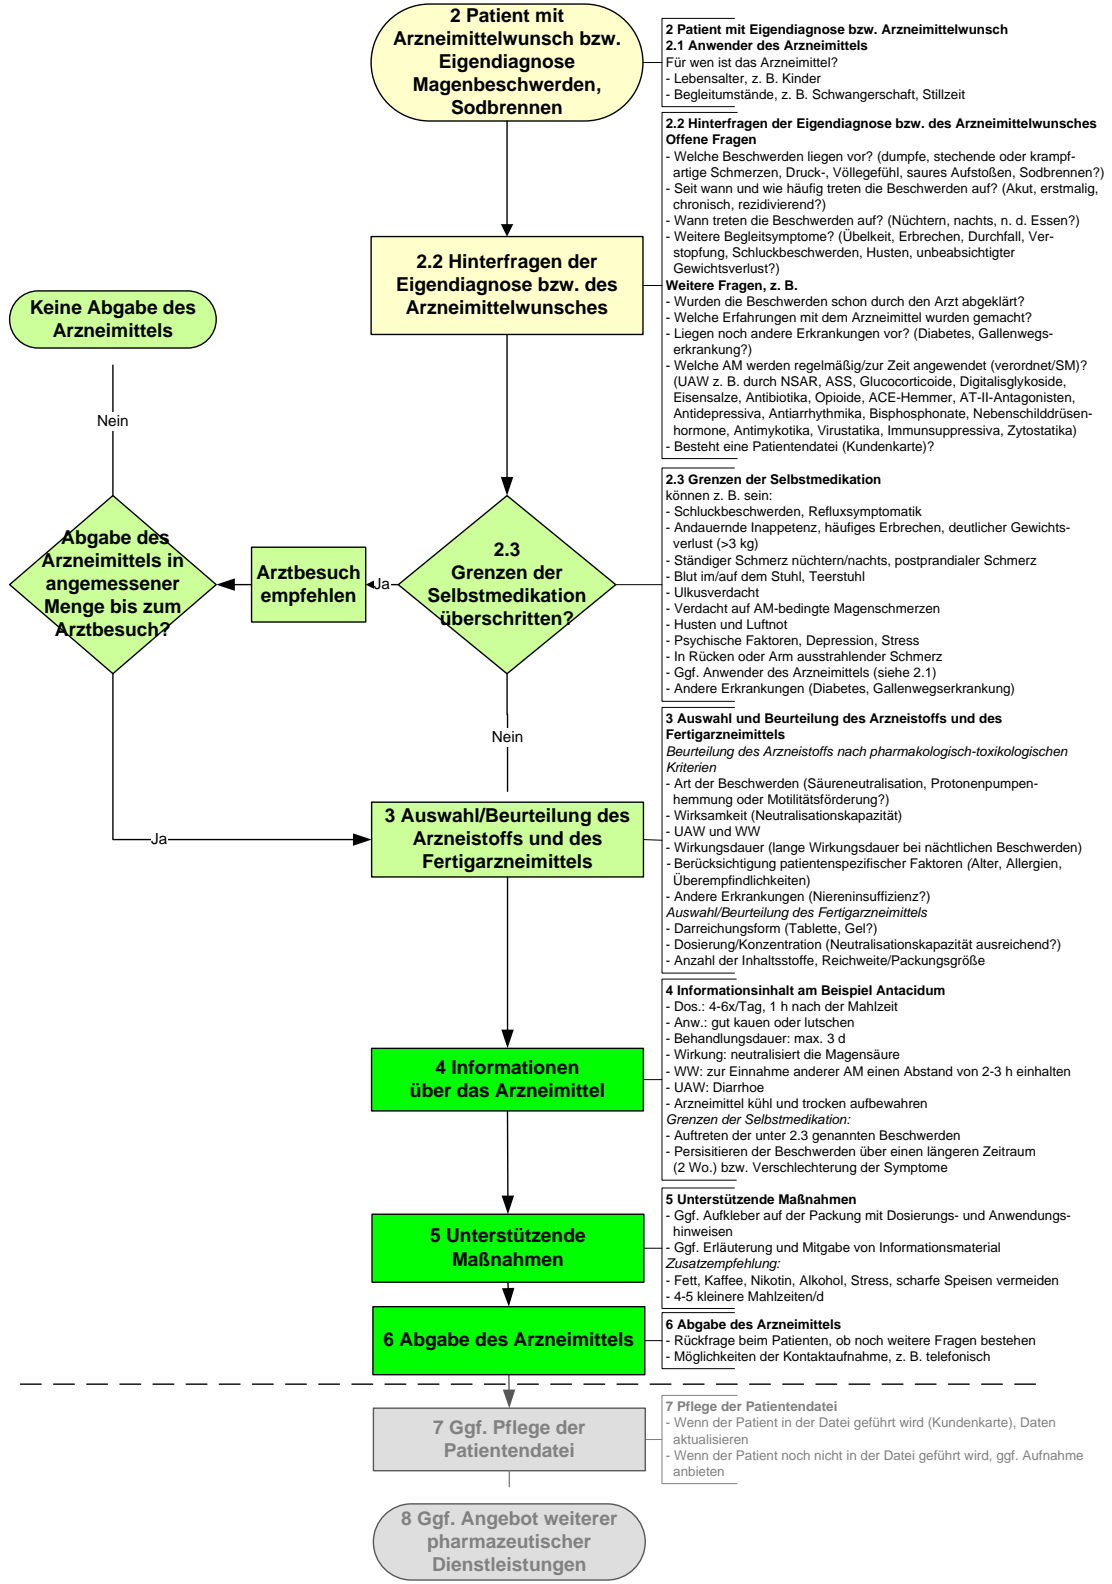 2 Patient mit
Arzneimittelwunsch bzw.
Eigendiagnose
Magenbeschwerden,
Sodbrennen
2 Patient mit Eigendiagnose bzw. Arzneimittelwunsch
2.1 Anwender des Arzneimittels
Für wen ist das Arzneimittel?
- Lebensalter, z. B. Kinder
- Begleitumstände, z. B. Schwangerschaft, Stillzeit
2.2 Hinterfragen der
Eigendiagnose bzw. des
Arzneimittelwunsches
2.2 Hinterfragen der Eigendiagnose bzw. des Arzneimittelwunsches
Offene Fragen
- Welche Beschwerden liegen vor? (dumpfe, stechende oder krampf-
artige Schmerzen, Druck-, Völlegefühl, saures Aufstoßen, Sodbrennen?)
- Seit wann und wie häufig treten die Beschwerden auf? (Akut, erstmalig,
chronisch, rezidivierend?)
- Wann treten die Beschwerden auf? (Nüchtern, nachts, n. d. Essen?)
- Weitere Begleitsymptome? (Übelkeit, Erbrechen, Durchfall, Ver-
stopfung, Schluckbeschwerden, Husten, unbeabsichtigter
Gewichtsverlust?)
Weitere Fragen, z. B.
- Wurden die Beschwerden schon durch den Arzt abgeklärt?
- Welche Erfahrungen mit dem Arzneimittel wurden gemacht?
- Liegen noch andere Erkrankungen vor? (Diabetes, Gallenwegs-
erkrankung?)
- Welche AM werden regelmäßig/zur Zeit angewendet (verordnet/SM)?
(UAW z. B. durch NSAR, ASS, Glucocorticoide, Digitalisglykoside,
Eisensalze, Antibiotika, Opioide, ACE-Hemmer, AT-II-Antagonisten,
Antidepressiva, Antiarrhythmika, Bisphosphonate, Nebenschilddrüsen-
hormone, Antimykotika, Virustatika, Immunsuppressiva, Zytostatika)
- Besteht eine Patientendatei (Kundenkarte)?
Keine Abgabe des
Arzneimittels
Nein
Abgabe des
Arzneimittels in
angemessener
Menge bis zum
Arztbesuch?
Arztbesuch
empfehlen
Ja
2.3
Grenzen der
Selbstmedikation
überschritten?
2.3 Grenzen der Selbstmedikation
können z. B. sein:
- Schluckbeschwerden, Refluxsymptomatik
- Andauernde Inappetenz, häufiges Erbrechen, deutlicher Gewichts-
verlust (>3 kg)
- Ständiger Schmerz nüchtern/nachts, postprandialer Schmerz
- Blut im/auf dem Stuhl, Teerstuhl
- Ulkusverdacht
- Verdacht auf AM-bedingte Magenschmerzen
- Husten und Luftnot
- Psychische Faktoren, Depression, Stress
- In Rücken oder Arm ausstrahlender Schmerz
- Ggf. Anwender des Arzneimittels (siehe 2.1)
- Andere Erkrankungen (Diabetes, Gallenwegserkrankung)
Nein
Ja
3 Auswahl/Beurteilung des
Arzneistoffs und des
Fertigarzneimittels
3 Auswahl und Beurteilung des Arzneistoffs und des
Fertigarzneimittels
Beurteilung des Arzneistoffs nach pharmakologisch-toxikologischen
Kriterien
- Art der Beschwerden (Säureneutralisation, Protonenpumpen-
hemmung oder Motilitätsförderung?)
- Wirksamkeit (Neutralisationskapazität)
- UAW und WW
- Wirkungsdauer (lange Wirkungsdauer bei nächtlichen Beschwerden)
- Berücksichtigung patientenspezifischer Faktoren (Alter, Allergien,
Überempfindlichkeiten)
- Andere Erkrankungen (Niereninsuffizienz?)
Auswahl/Beurteilung des Fertigarzneimittels
- Darreichungsform (Tablette, Gel?)
- Dosierung/Konzentration (Neutralisationskapazität ausreichend?)
- Anzahl der Inhaltsstoffe, Reichweite/Packungsgröße
4 Informationen
über das Arzneimittel
4 Informationsinhalt am Beispiel Antacidum
- Dos.: 4-6x/Tag, 1 h nach der Mahlzeit
- Anw.: gut kauen oder lutschen
- Behandlungsdauer: max. 3 d
- Wirkung: neutralisiert die Magensäure
- WW: zur Einnahme anderer AM einen Abstand von 2-3 h einhalten
- UAW: Diarrhoe
- Arzneimittel kühl und trocken aufbewahren
Grenzen der Selbstmedikation:
- Auftreten der unter 2.3 genannten Beschwerden
- Persisitieren der Beschwerden über einen längeren Zeitraum
(2 Wo.) bzw. Verschlechterung der Symptome
5 Unterstützende
Maßnahmen
5 Unterstützende Maßnahmen
- Ggf. Aufkleber auf der Packung mit Dosierungs- und Anwendungs-
hinweisen
- Ggf. Erläuterung und Mitgabe von Informationsmaterial
Zusatzempfehlung:
- Fett, Kaffee, Nikotin, Alkohol, Stress, scharfe Speisen vermeiden
- 4-5 kleinere Mahlzeiten/d
6 Abgabe des Arzneimittels
6 Abgabe des Arzneimittels
- Rückfrage beim Patienten, ob noch weitere Fragen bestehen
- Möglichkeiten der Kontaktaufnahme, z. B. telefonisch
7 Ggf. Pflege der
Patientendatei
7 Pflege der Patientendatei
- Wenn der Patient in der Datei geführt wird (Kundenkarte), Daten
aktualisieren
- Wenn der Patient noch nicht in der Datei geführt wird, ggf. Aufnahme
anbieten
8 Ggf. Angebot weiterer
pharmazeutischer
Dienstleistungen